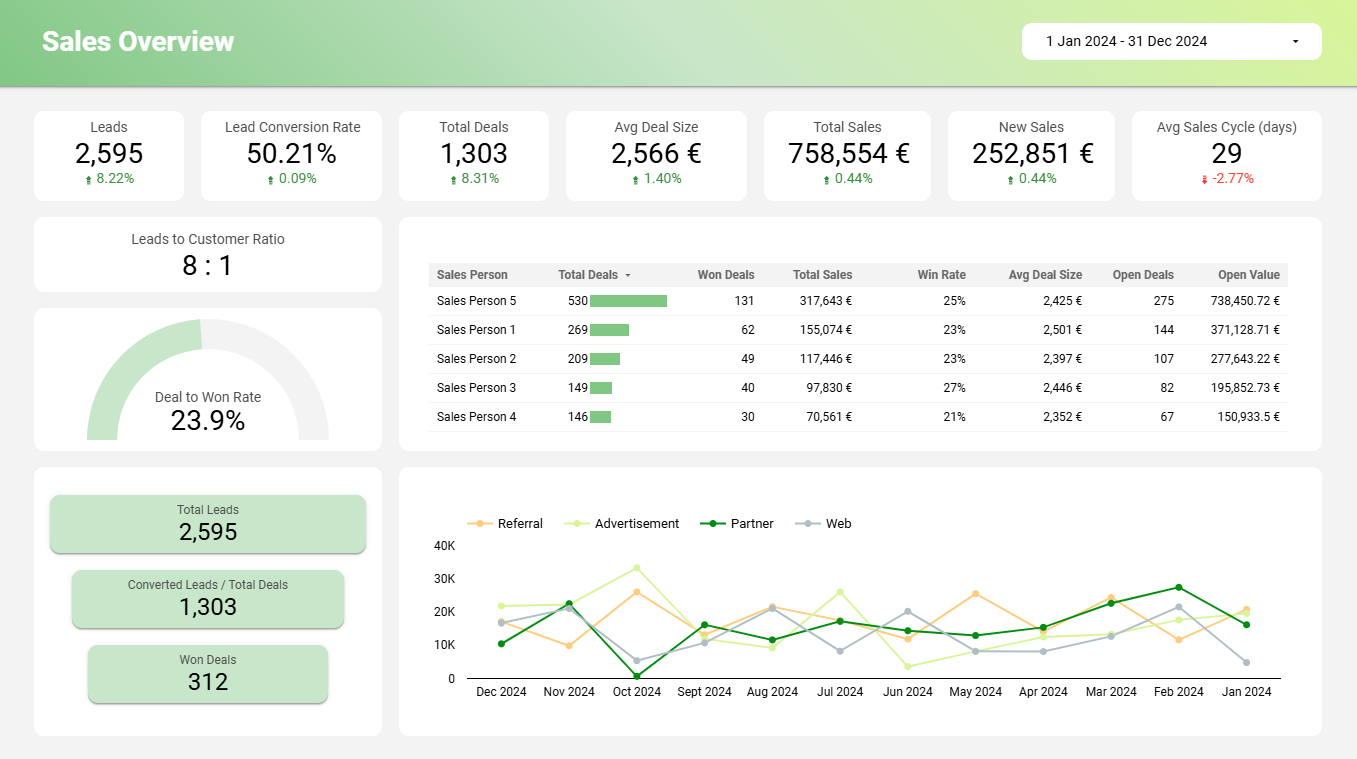 Sales Overview
1 Jan 2024 - 31 Dec 2024
Leads
2,595
8.22%
Lead Conversion Rate
50.21%
0.09%
Total Deals
1,303
8.31%
Avg Deal Size
2,566 €
1.40%
Total Sales
758,554 €
0.44%
New Sales
252,851 €
0.44%
Avg Sales Cycle (days)
29
-2.77%
Leads to Customer Ratio
8 : 1
Deal to Won Rate
23.9%
Sales Person Total Deals Won Deals Total Sales Win Rate Avg Deal Size Open Deals Open Value
Sales Person 5 530 131 317,643 € 25% 2,425 € 275 738,450.72 €
Sales Person 1 269 62 155,074 € 23% 2,501 € 144 371,128.71 €
Sales Person 2 209 49 117,446 € 23% 2,397 € 107 277,643.22 €
Sales Person 3 149 40 97,830 € 27% 2,446 € 82 195,852.73 €
Sales Person 4 146 30 70,561 € 21% 2,352 € 67 150,933.5 €
Total Leads
2,595
Converted Leads / Total Deals
1,303
Won Deals
312
Referral Advertisement Partner Web
40K
30K
20K
10K
0
Dec 2024 Nov 2024 Oct 2024 Sept 2024 Aug 2024 Jul 2024 Jun 2024 May 2024 Apr 2024 Mar 2024 Feb 2024 Jan 2024